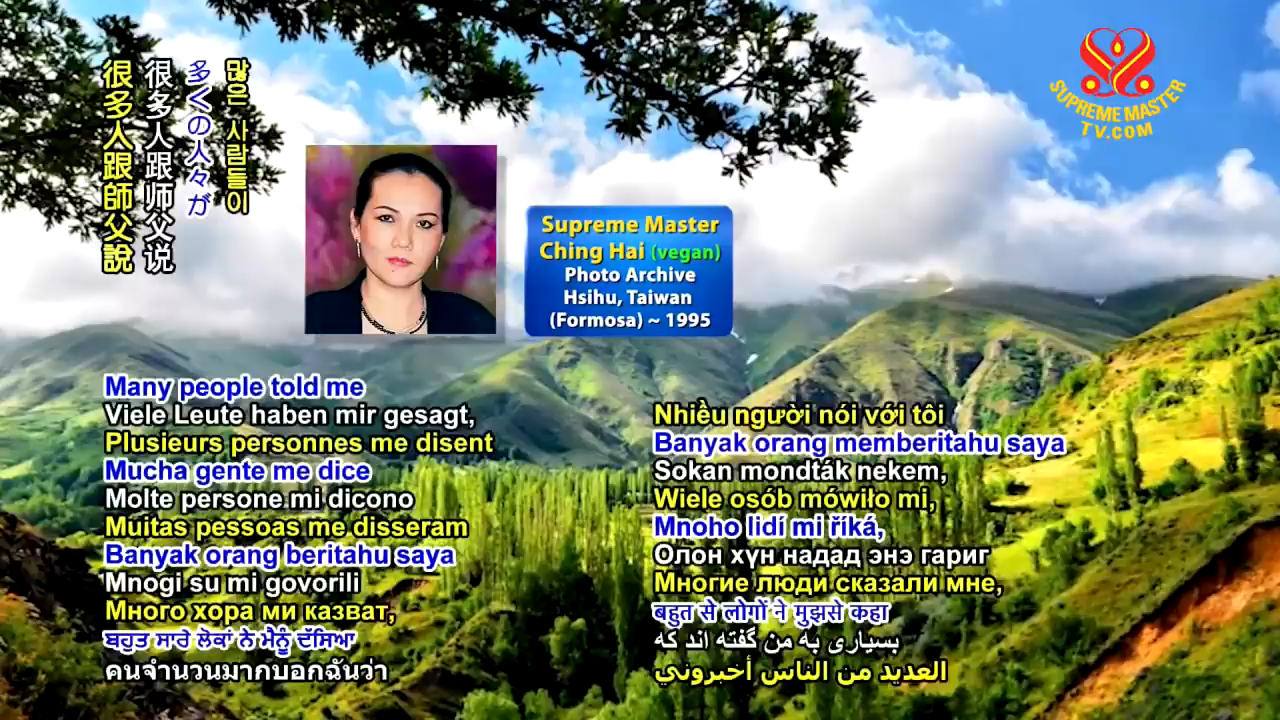 很多人跟師父說
很多人跟师父说
多くの人々が
많은 사람들이
SUPREME MASTER
TV.COM
Supreme Master
Ching Hai (vegan)
Photo Archive
Hsihu, Taiwan
(Formosa) ~ 1995
Many people told me
Viele Leute haben mir gesagt,
Plusieurs personnes me disent
Mucha gente me dice
Molte persone mi dicono
Muitas pessoas me disseram
Banyak orang beritahu saya
Mnogi su mi govorili
Много хора ми казват,
ਬਹੁਤ ਸਾਰੇ ਲੋਕਾਂ ਨੇ ਮੈਨੂੰ ਦੱਸਿਆ
คนจำนวนมากบอกฉันว่า
Nhiều người nói với tôi
Banyak orang memberitahu saya
Sokan mondták nekem,
Wiele osób mówiło mi,
Mnoho lidí mi říká,
Олон хүн надад энэ гариг
Многие люди сказали мне,
बहुत से लोगों ने मुझसे कहा
بسیاری به من گفته اند که
العديد من الناس أخبروني